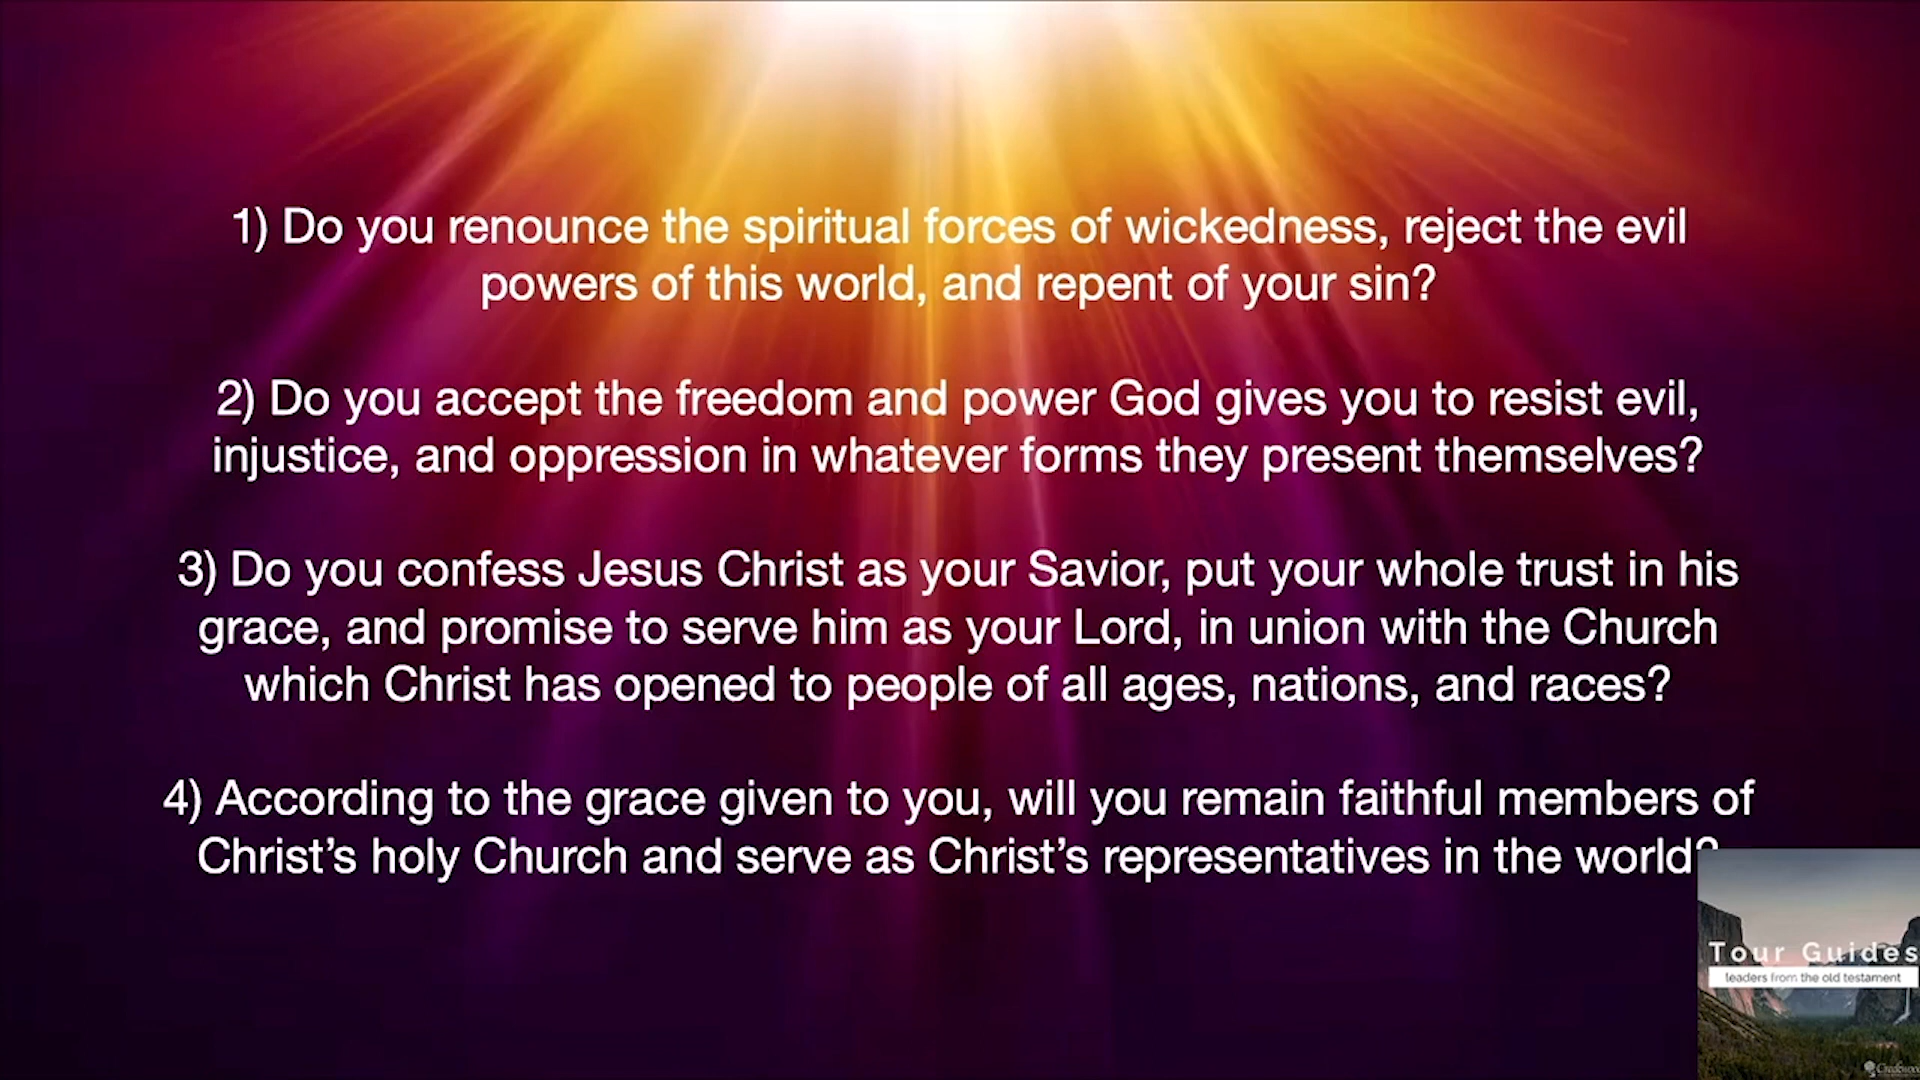 1) Do you renounce the spiritual forces of wickedness, reject the evil
powers of this world, and repent of your sin?
2) Do you accept the freedom and power God gives you to resist evil,
injustice, and oppression in whatever forms they present themselves?
3) Do you confess Jesus Christ as your Savior, put your whole trust in his
grace, and promise to serve him as your Lord, in union with the Church
which Christ has opened to people of all ages, nations, and races?
4) According to the grace given to you, will you remain faithful members of
Christ’s holy Church and serve as Christ’s representatives in the world?
Tour Guides
leaders from the old testament